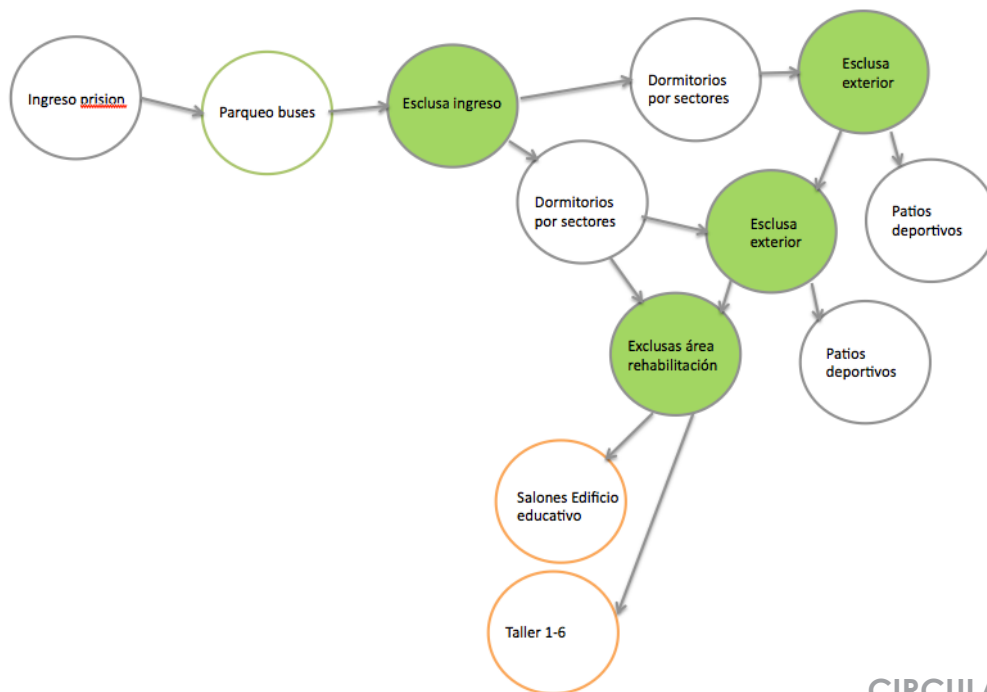 Ingreso prision
Parqueo buses
Esclusa ingreso
Dormitorios
por sectores
Esclusa
exterior
Dormitorios
por sectores
Esclusa
exterior
Patios
deportivos
Exclusas área
rehabilitación
Patios
deportivos
Salones Edificio
educativo
Taller 1-6